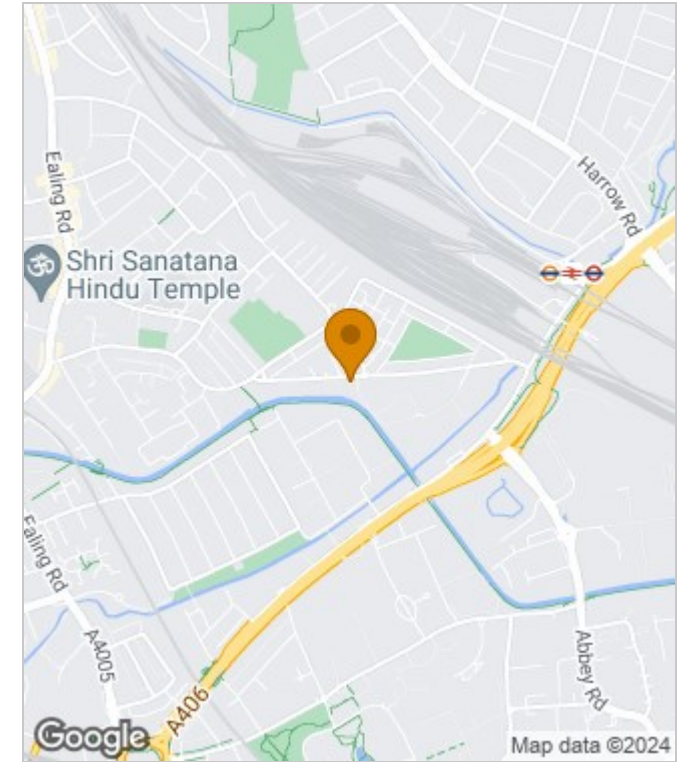 Ealing Rd
Harrow Rd
ॐ
Shri Sanatana
Hindu Temple
Ealing Rd
A4005
A406
Abbey Rd
Google
Map data ©2024